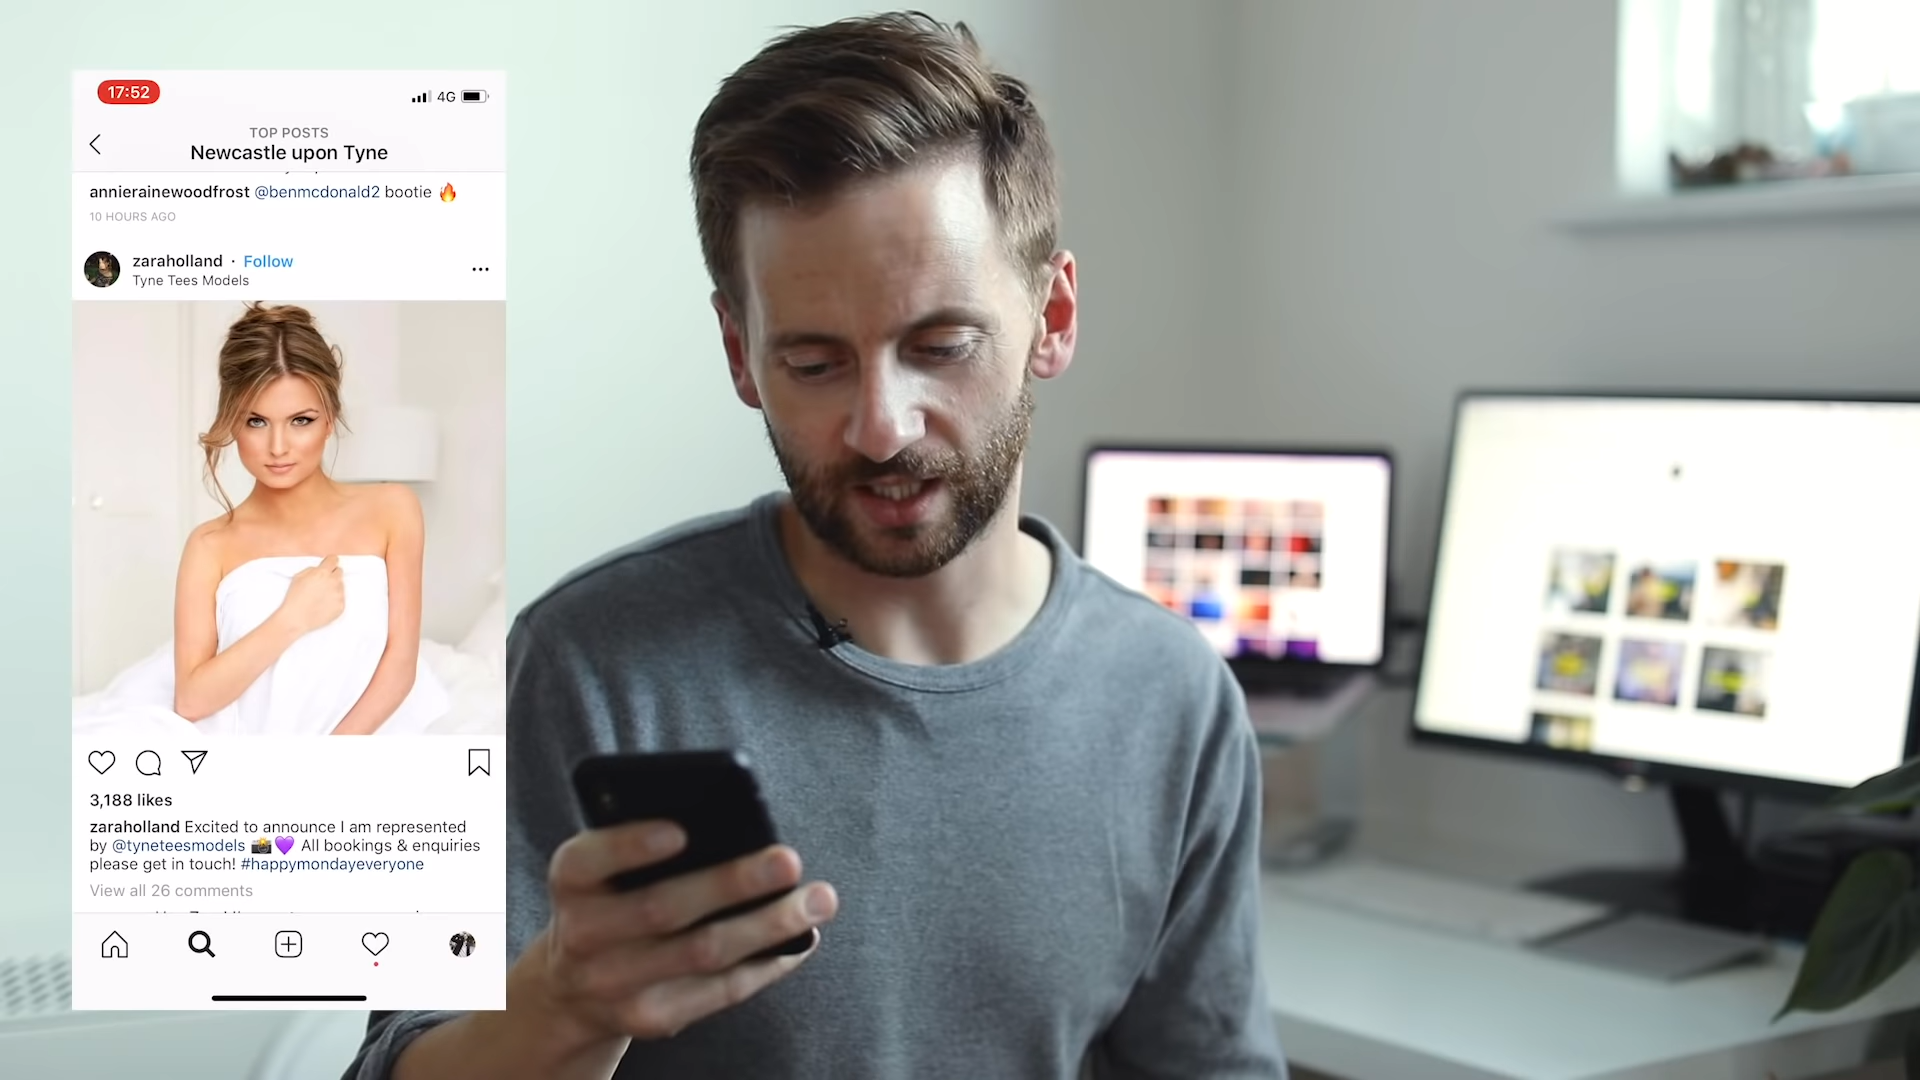 17:52
4G
TOP POSTS
Newcastle upon Tyne
annierainewoodfrost @benmcdonald2 bootie 🔥
10 HOURS AGO
zaraholland · Follow
Tyne Tees Models
3,188 likes
zaraholland Excited to announce I am represented
by @tyneteesmodels 📸💜 All bookings & enquiries
please get in touch! #happymondayeveryone
View all 26 comments